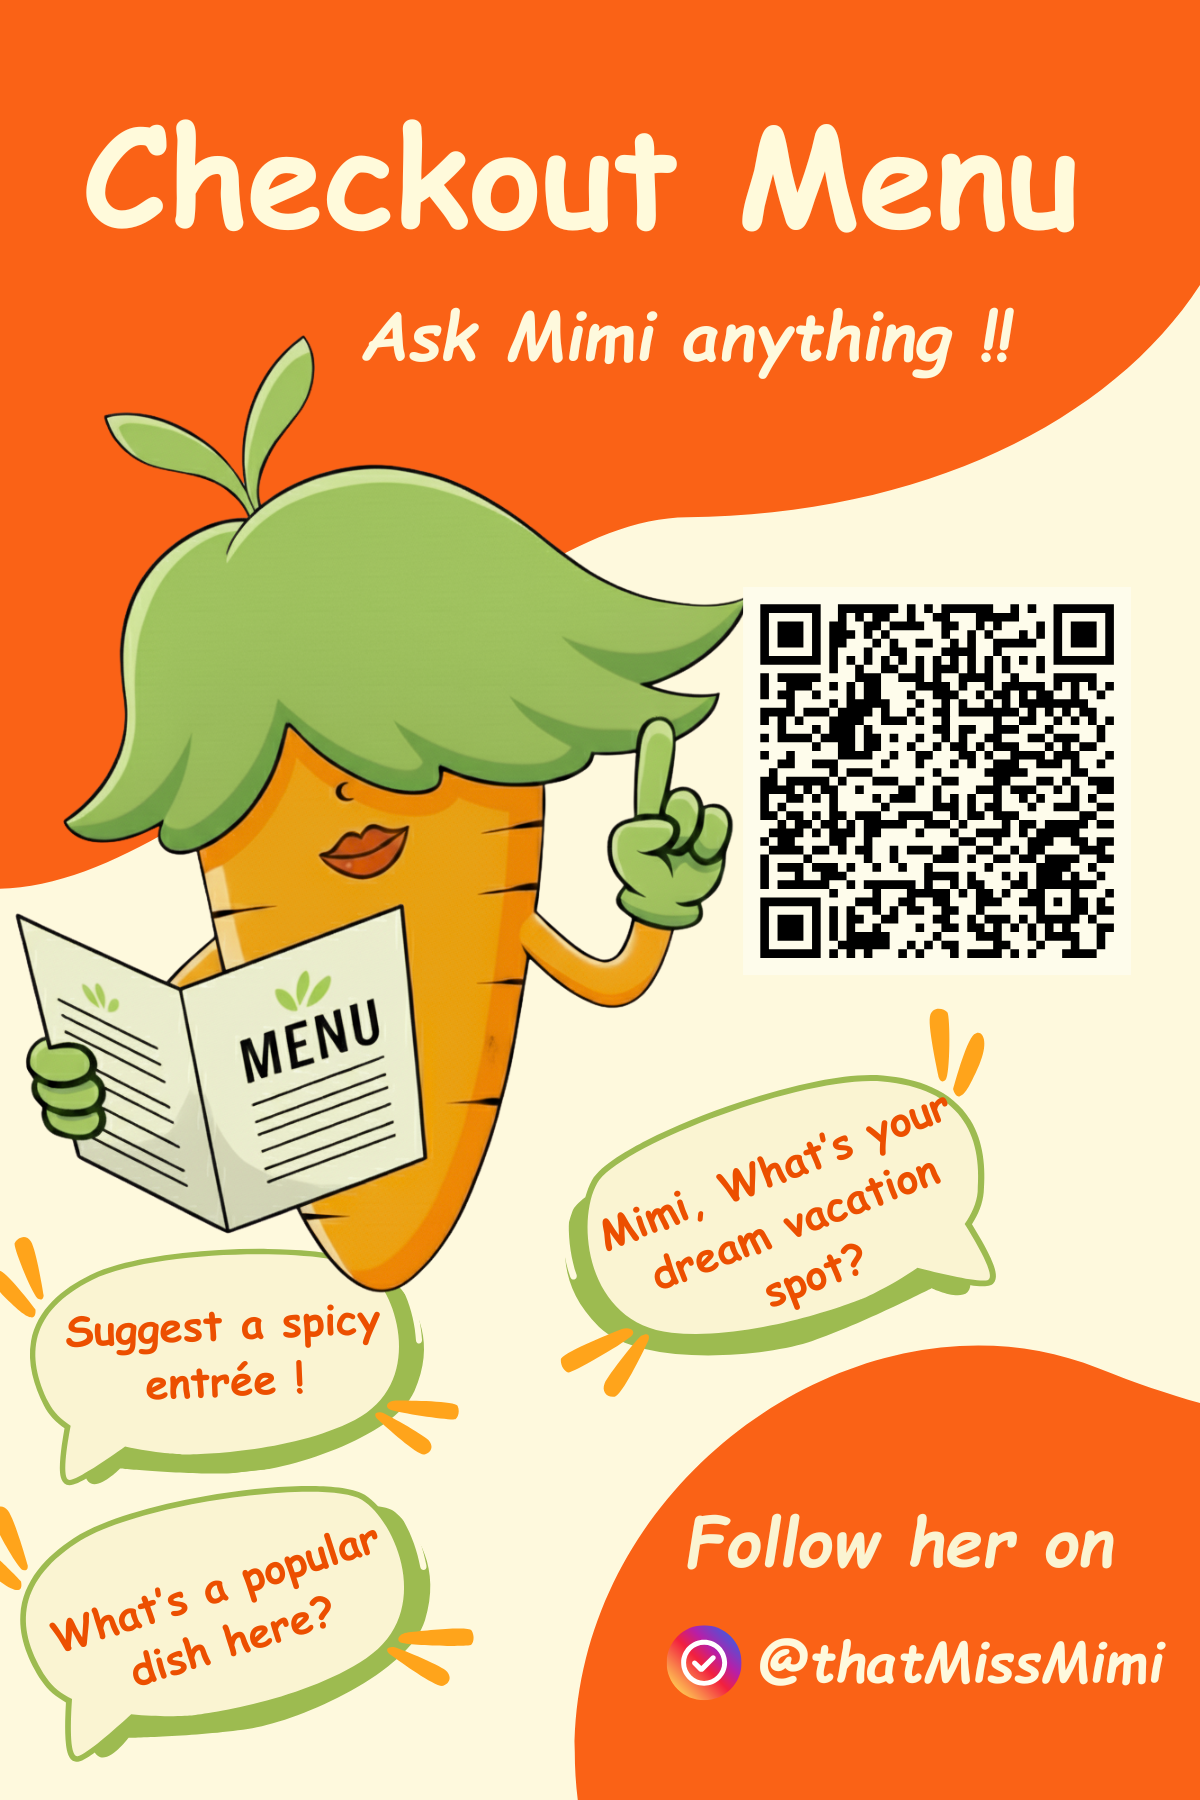 Checkout Menu
Ask Mimi anything !!
MENU
Mimi, What's your
dream vacation
spot?
Suggest a spicy
entrée !
What's a popular
dish here?
Follow her on
@thatMissMimi